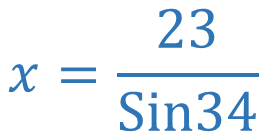 x = 23 / Sin34